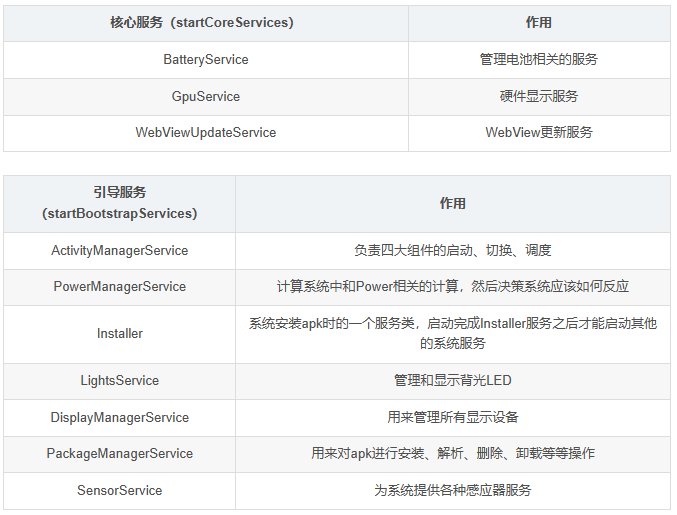 核心服务（startCoreServices）
作用
BatteryService
管理电池相关的服务
GpuService
硬件显示服务
WebViewUpdateService
WebView更新服务
引导服务
（startBootstrapServices）
作用
ActivityManagerService
负责四大组件的启动、切换、调度
PowerManagerService
计算系统中和Power相关的计算，然后决策系统应该如何反应
Installer
系统安装apk时的一个服务类，启动完成Installer服务之后才能启动其他
的系统服务
LightsService
管理和显示背光LED
DisplayManagerService
用来管理所有显示设备
PackageManagerService
用来对apk进行安装、解析、删除、卸载等等操作
SensorService
为系统提供各种感应器服务